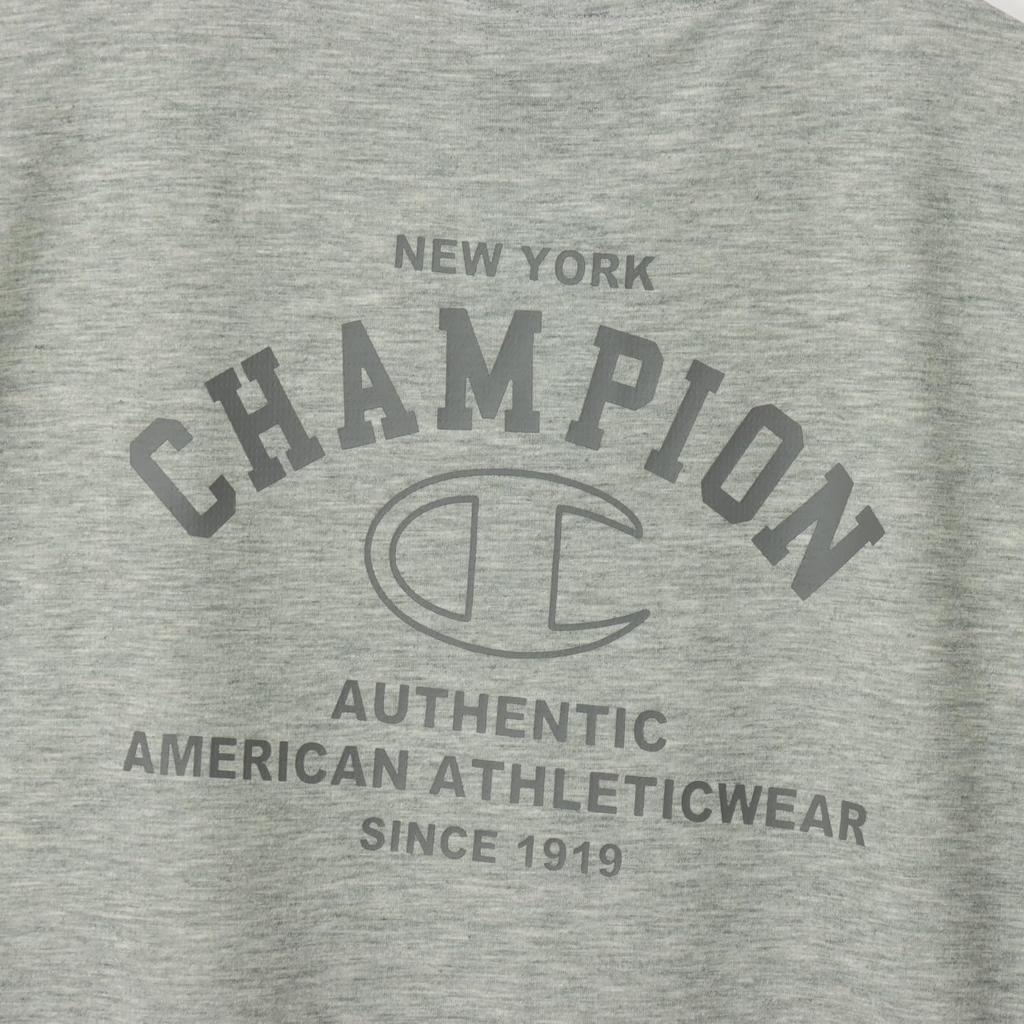 NEW YORK
CHAMPION
AUTHENTIC
AMERICAN ATHLETICWEAR
SINCE 1919